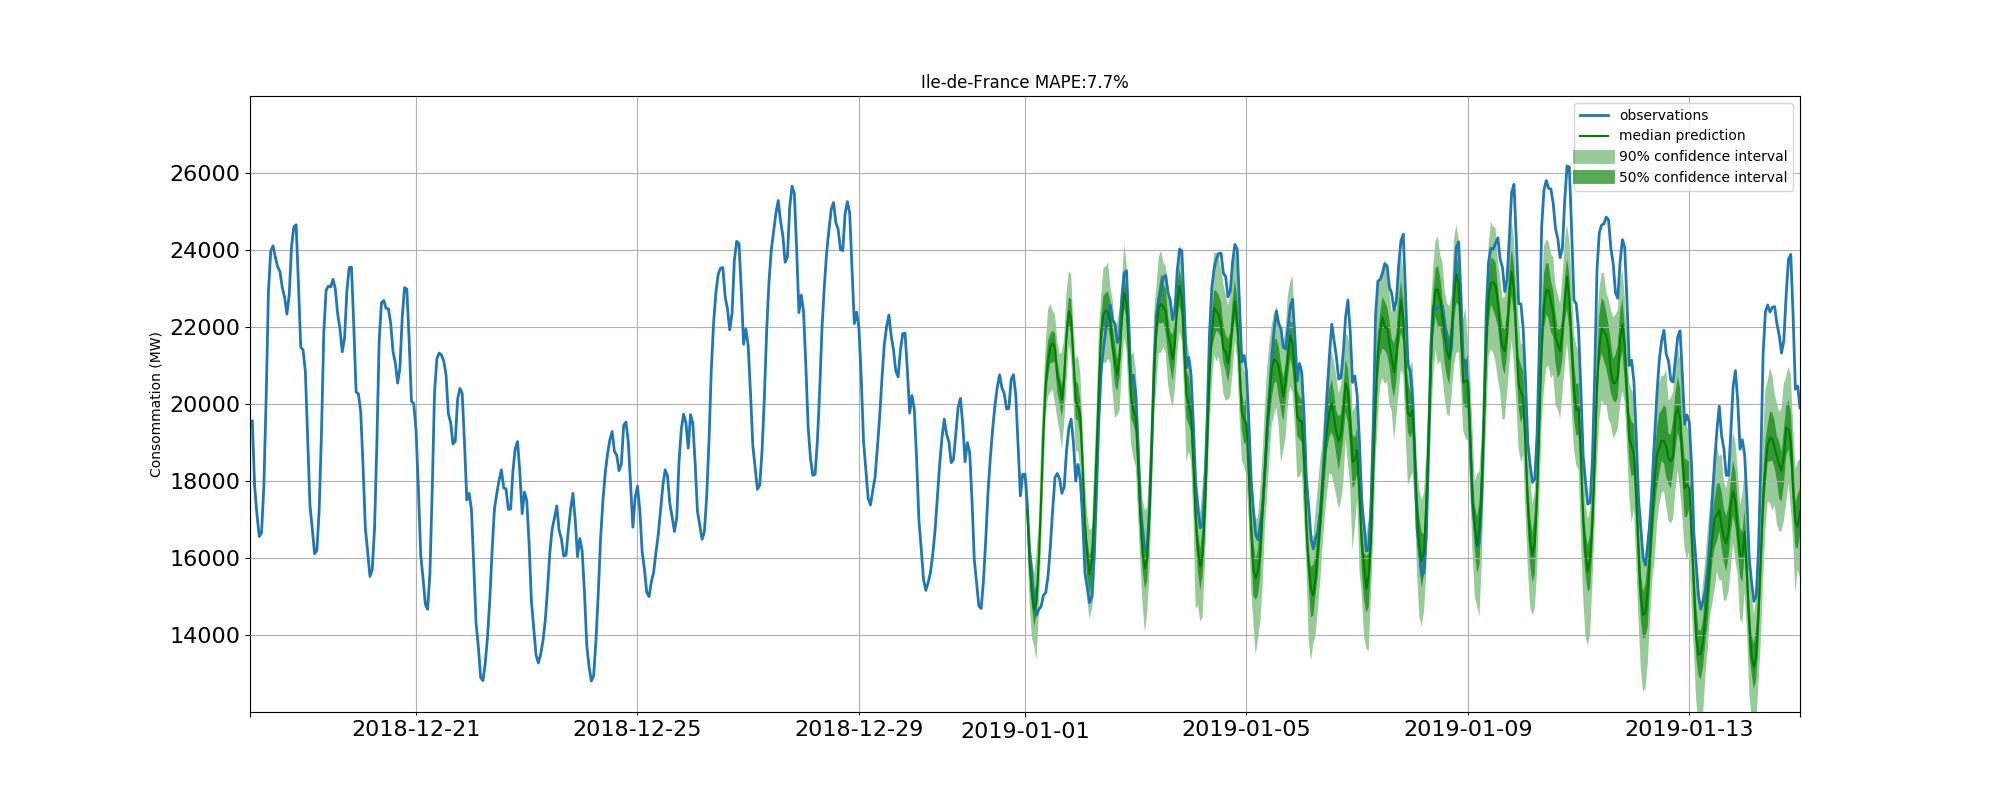 Ile-de-France MAPE:7.7%
observations
median prediction
90% confidence interval
50% confidence interval
Consommation (MW)
26000
24000
22000
20000
18000
16000
14000
2018-12-21 2018-12-25 2018-12-29 2019-01-01 2019-01-05 2019-01-09 2019-01-13